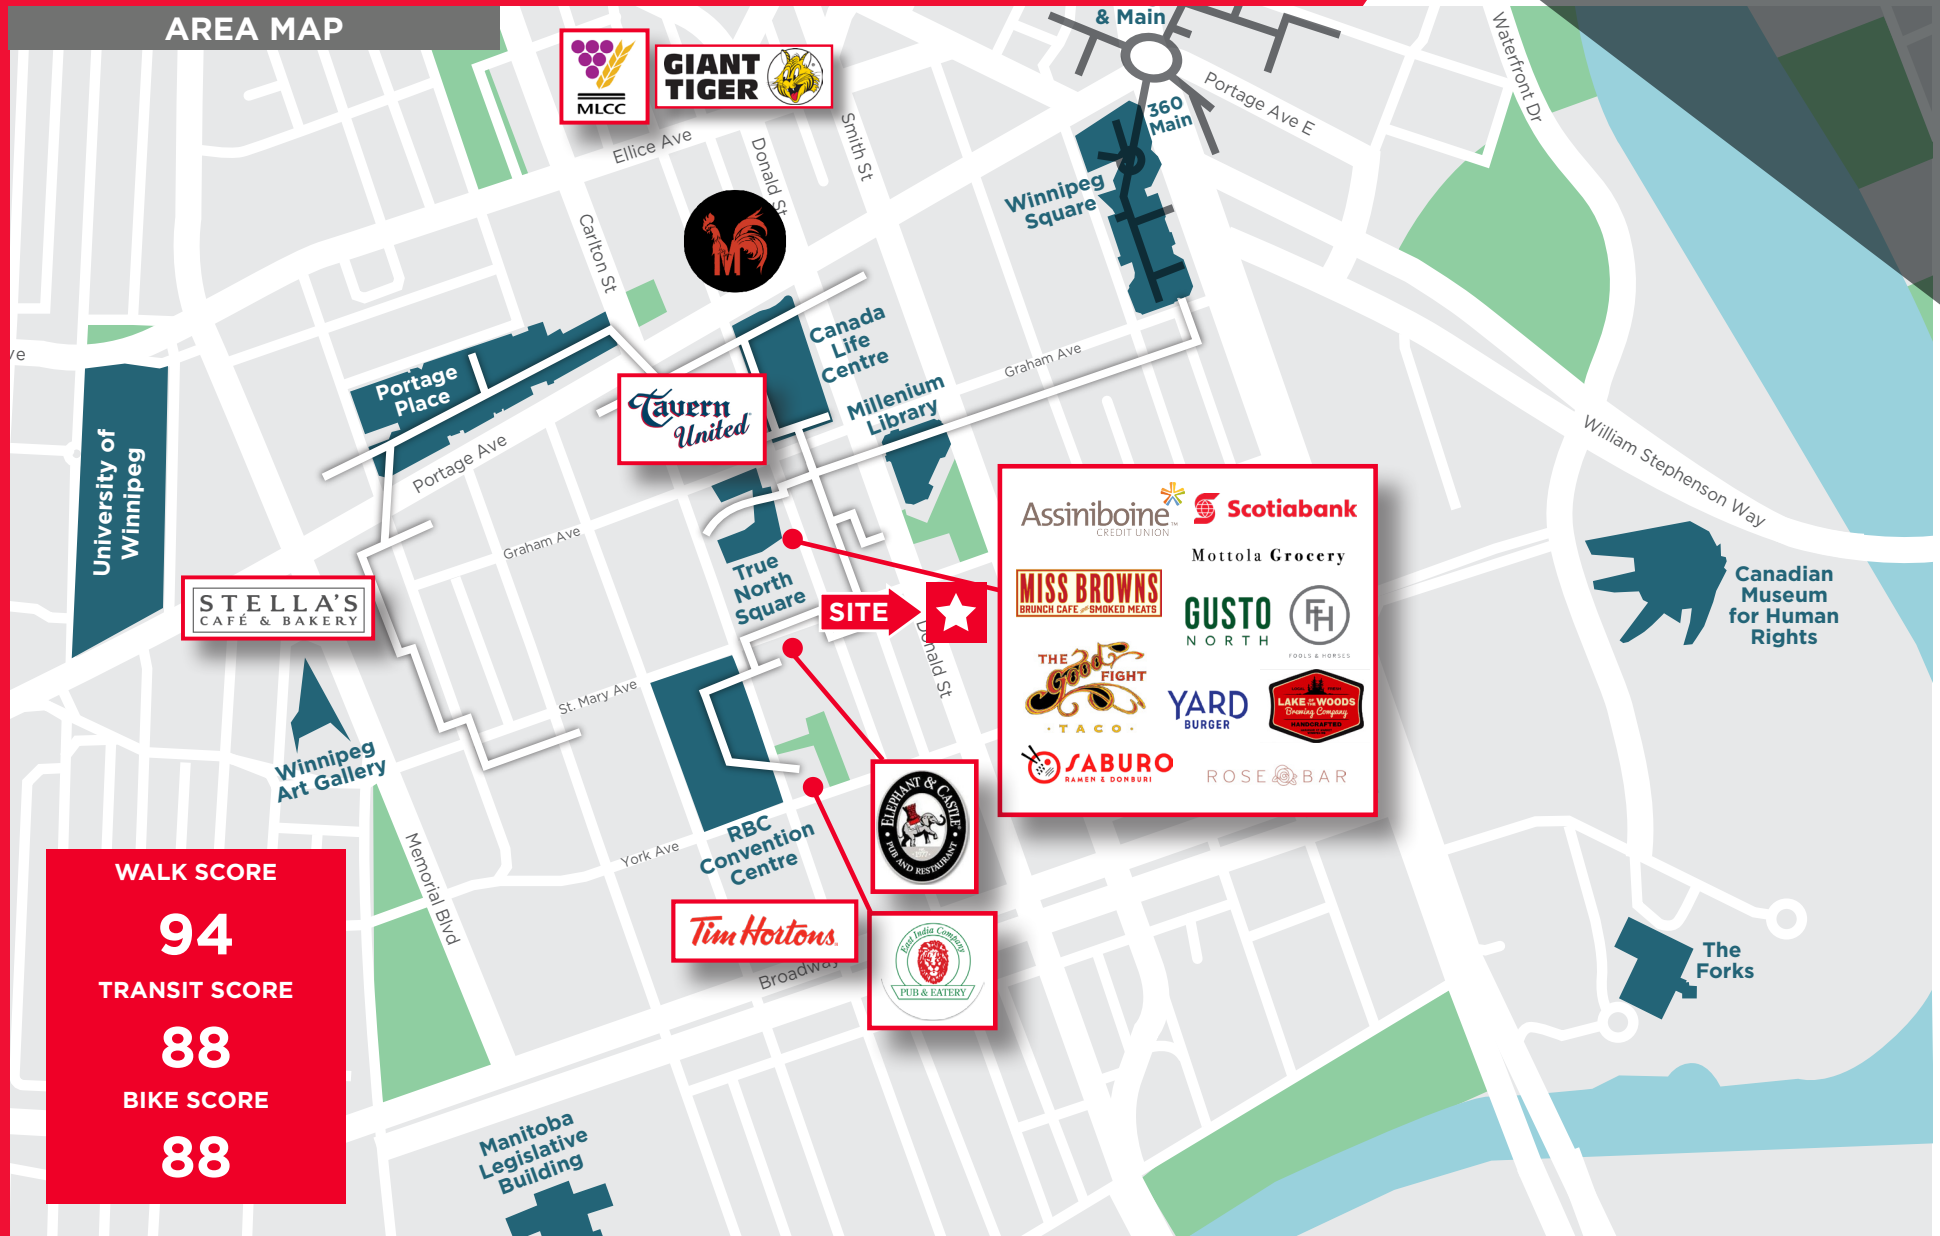 AREA MAP
& Main
Waterfront Dr
MLCC
GIANT
TIGER
Portage Ave E
360
Main
Smith St
Ellice Ave
Donald St
Winnipeg
Square
Carlton St
M
Canada
Life
Centre
ve
Graham Ave
Portage
Place
Millenium
Library
Tavern
United
Portage Ave
University of
Winnipeg
William Stephenson Way
Assiniboine
CREDIT UNION
Scotiabank
Graham Ave
Mottola Grocery
True
North
Square
MISS BROWNS
BRUNCH CAFE AND SMOKED MEATS
GUSTO
NORTH
FH
FOOLS & HORSES
Canadian
Museum
for Human
Rights
STELLA'S
CAFÉ & BAKERY
SITE
Donald St
THE
Good
FIGHT
TACO
YARD
BURGER
LAKE OF THE WOODS
Brewing Company
HANDCRAFTED
St. Mary Ave
SABURO
RAMEN & DONBURI
ROSE BAR
Winnipeg
Art Gallery
ELEPHANT & CASTLE
PUB AND RESTAURANT
RBC
Convention
Centre
York Ave
Memorial Blvd
WALK SCORE
94
TRANSIT SCORE
88
BIKE SCORE
88
Tim Hortons
East India Company
PUB & EATERY
Broadway
The
Forks
Manitoba
Legislative
Building